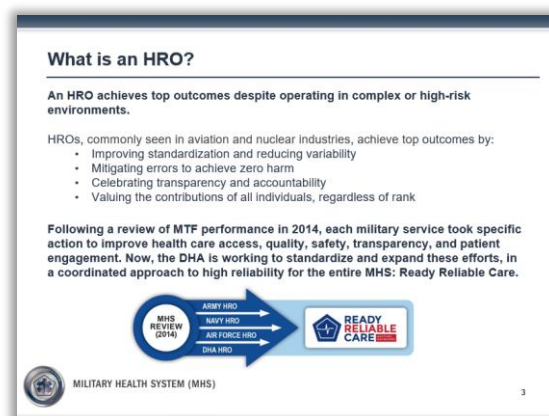 What is an HRO?
An HRO achieves top outcomes despite operating in complex or high-risk
environments.
HROs, commonly seen in aviation and nuclear industries, achieve top outcomes by:
• Improving standardization and reducing variability
• Mitigating errors to achieve zero harm
• Celebrating transparency and accountability
• Valuing the contributions of all individuals, regardless of rank
Following a review of MTF performance in 2014, each military service took specific
action to improve health care access, quality, safety, transparency, and patient
engagement. Now, the DHA is working to standardize and expand these efforts, in
a coordinated approach to high reliability for the entire MHS: Ready Reliable Care.
MHS
REVIEW
(2014)
ARMY HRO
NAVY HRO
AIR FORCE HRO
DHA HRO
READY
RELIABLE
CARE
MILITARY HEALTH SYSTEM (MHS)
3